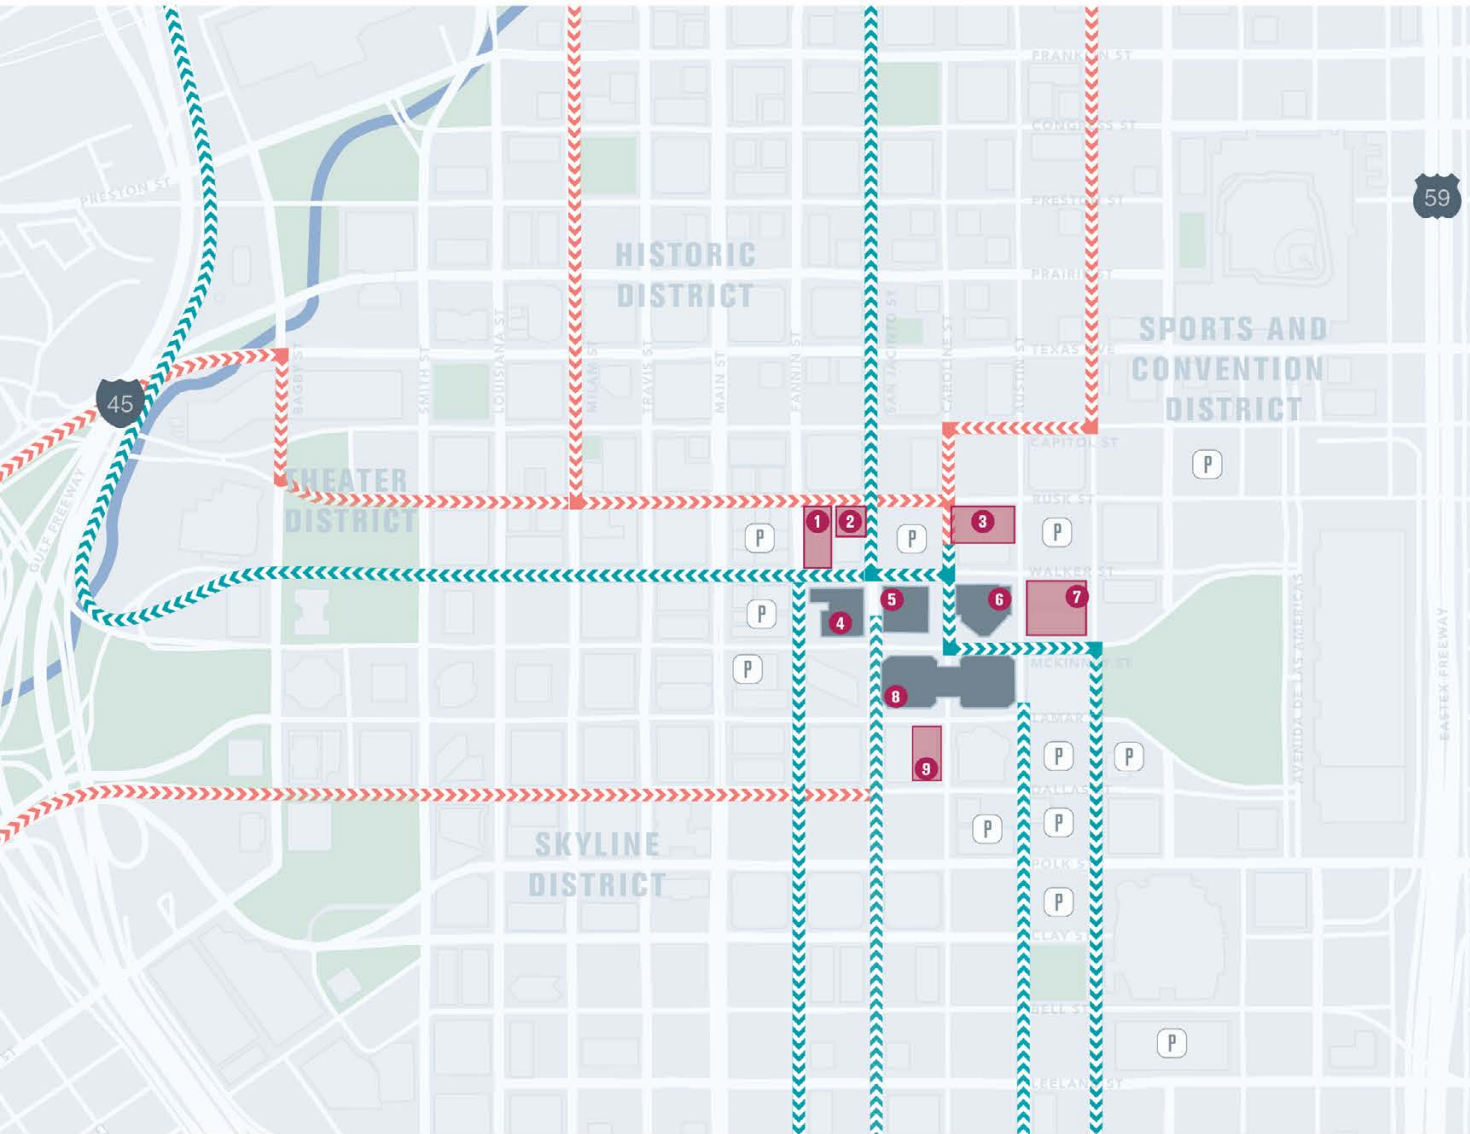 FRANKLIN ST
CONGRESS ST
PRESTON ST
PRESTON ST
59
HISTORIC
DISTRICT
PRAIRIE ST
SPORTS AND
CONVENTION
DISTRICT
TEXAS AVE
BAGBY ST
SMITH ST
LOUISIANA ST
MILAM ST
TRAVIS ST
MAIN ST
FANNIN ST
SAN JACINTO ST
CAROLINE ST
AUSTIN ST
45
CAPITOL ST
P
THEATER
DISTRICT
GULF FREEWAY
RUSK ST
1
2
3
P
P
P
WALKER ST
4
5
6
7
P
AVENIDA DE LAS AMERICAS
EASTEX FREEWAY
MCKINNEY ST
P
8
LAMAR
9
P
P
DALLAS ST
SKYLINE
DISTRICT
P
P
POLK S
P
CLAY S
BELL ST
P
LEELAND ST
ST